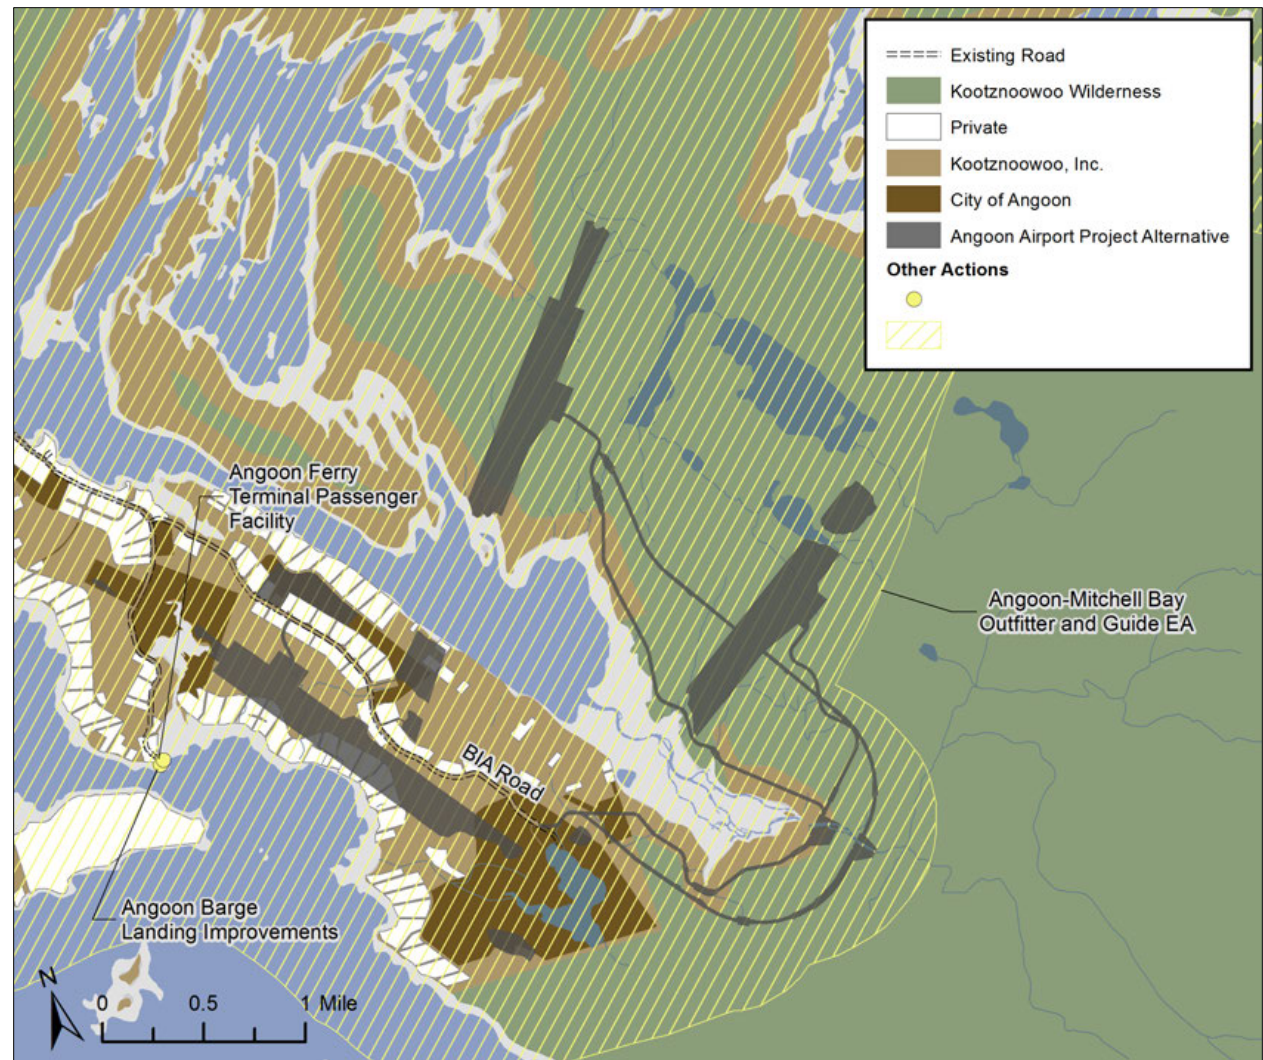 Existing Road
Kootznoowoo Wilderness
Private
Kootznoowoo, Inc.
City of Angoon
Angoon Airport Project Alternative
Other Actions
Angoon Ferry
Terminal Passenger
Facility
Angoon-Mitchell Bay
Outfitter and Guide EA
BIA Road
Angoon Barge
Landing Improvements
N
0 0.5 1 Mile